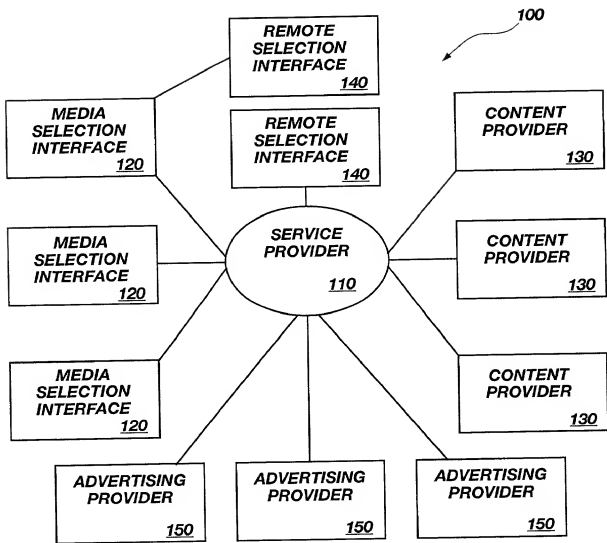 100
REMOTE
SELECTION
INTERFACE
140
MEDIA
SELECTION
INTERFACE
120
REMOTE
SELECTION
INTERFACE
140
CONTENT
PROVIDER
130
SERVICE
PROVIDER
110
MEDIA
SELECTION
INTERFACE
120
CONTENT
PROVIDER
130
MEDIA
SELECTION
INTERFACE
120
CONTENT
PROVIDER
130
ADVERTISING
PROVIDER
150
ADVERTISING
PROVIDER
150
ADVERTISING
PROVIDER
150